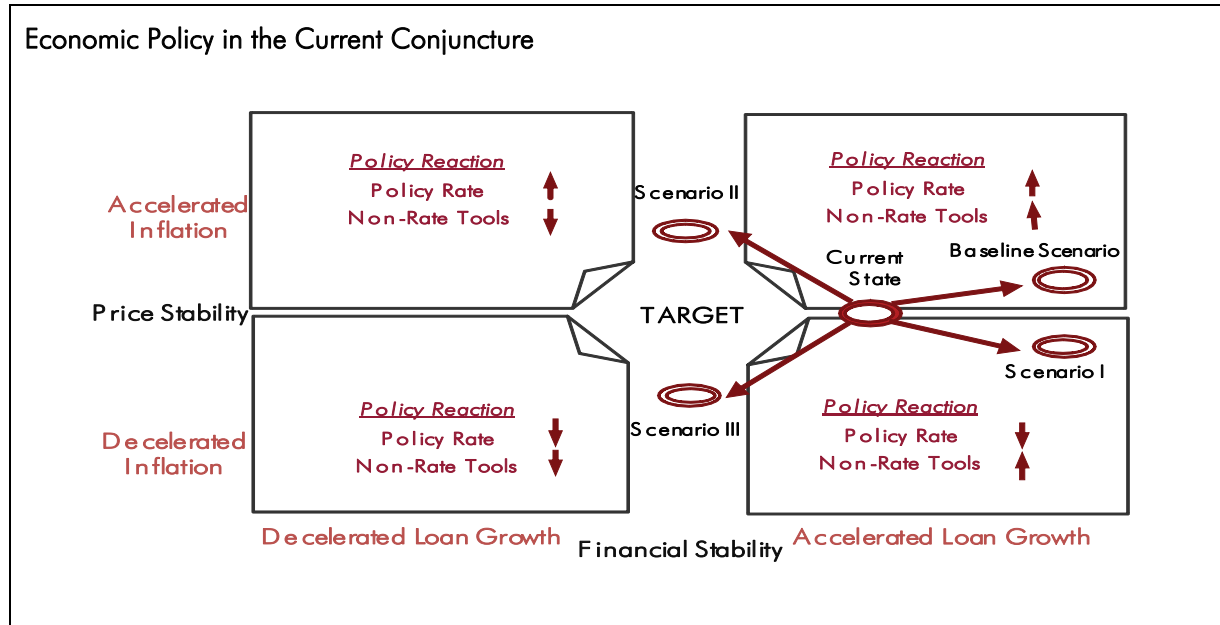 Economic Policy in the Current Conjuncture
Policy Reaction
Policy Rate
Non-Rate Tools
Scenario II
Policy Reaction
Policy Rate
Non-Rate Tools
Accelerated
Inflation
Current
State
Baseline Scenario
Price Stability
TARGET
Scenario I
Policy Reaction
Policy Rate
Non-Rate Tools
Scenario III
Policy Reaction
Policy Rate
Non-Rate Tools
Decelerated
Inflation
Decelerated Loan Growth
Financial Stability
Accelerated Loan Growth